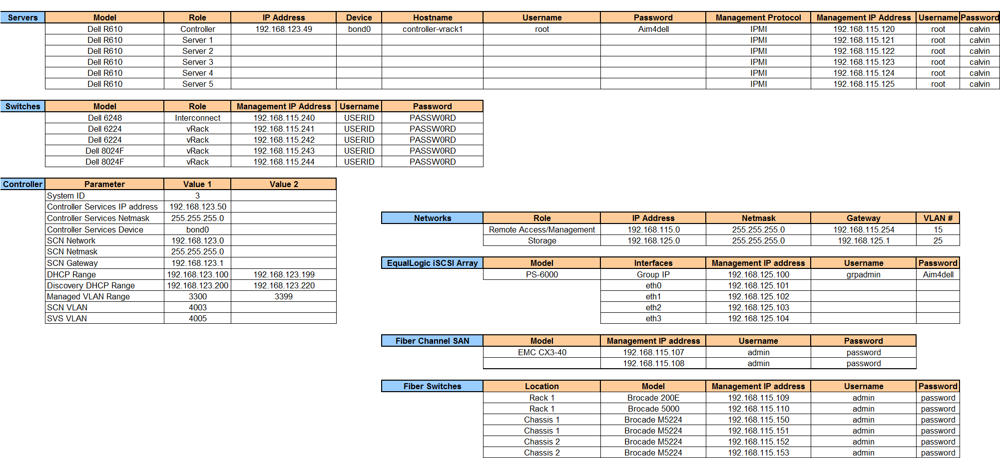 Servers Model Role IP Address Device Hostname Username Password Management Protocol Management IP Address Username Password
Dell R610 Controller 192.168.123.49 bond0 controller-vrack1 root Aim4dell IPMI 192.168.115.120 root calvin
Dell R610 Server 1 IPMI 192.168.115.121 root calvin
Dell R610 Server 2 IPMI 192.168.115.122 root calvin
Dell R610 Server 3 IPMI 192.168.115.123 root calvin
Dell R610 Server 4 IPMI 192.168.115.124 root calvin
Dell R610 Server 5 IPMI 192.168.115.125 root calvin
Switches Model Role Management IP Address Username Password
Dell 6248 Interconnect 192.168.115.240 USERID PASSW0RD
Dell 6224 vRack 192.168.115.241 USERID PASSW0RD
Dell 6224 vRack 192.168.115.242 USERID PASSW0RD
Dell 8024F vRack 192.168.115.243 USERID PASSW0RD
Dell 8024F vRack 192.168.115.244 USERID PASSW0RD
Controller Parameter Value 1 Value 2
System ID 3
Controller Services IP address 192.168.123.50
Controller Services Netmask 255.255.255.0
Controller Services Device bond0
SCN Network 192.168.123.0
SCN Netmask 255.255.255.0
SCN Gateway 192.168.123.1
DHCP Range 192.168.123.100 192.168.123.199
Discovery DHCP Range 192.168.123.200 192.168.123.220
Managed VLAN Range 3300 3399
SCN VLAN 4003
SVS VLAN 4005
Networks Role IP Address Netmask Gateway VLAN #
Remote Access/Management 192.168.115.0 255.255.255.0 192.168.115.254 15
Storage 192.168.125.0 255.255.255.0 192.168.125.1 25
EqualLogic iSCSI Array Model Interfaces Management IP address Username Password
PS-6000 Group IP 192.168.125.100 grpadmin Aim4dell
eth0 192.168.125.101
eth1 192.168.125.102
eth2 192.168.125.103
eth3 192.168.125.104
Fiber Channel SAN Model Management IP address Username Password
EMC CX3-40 192.168.115.107 admin password
192.168.115.108 admin password
Fiber Switches Location Model Management IP address Username Password
Rack 1 Brocade 200E 192.168.115.109 admin password
Rack 1 Brocade 5000 192.168.115.110 admin password
Chassis 1 Brocade M5224 192.168.115.150 admin password
Chassis 1 Brocade M5224 192.168.115.151 admin password
Chassis 2 Brocade M5224 192.168.115.152 admin password
Chassis 2 Brocade M5224 192.168.115.153 admin password